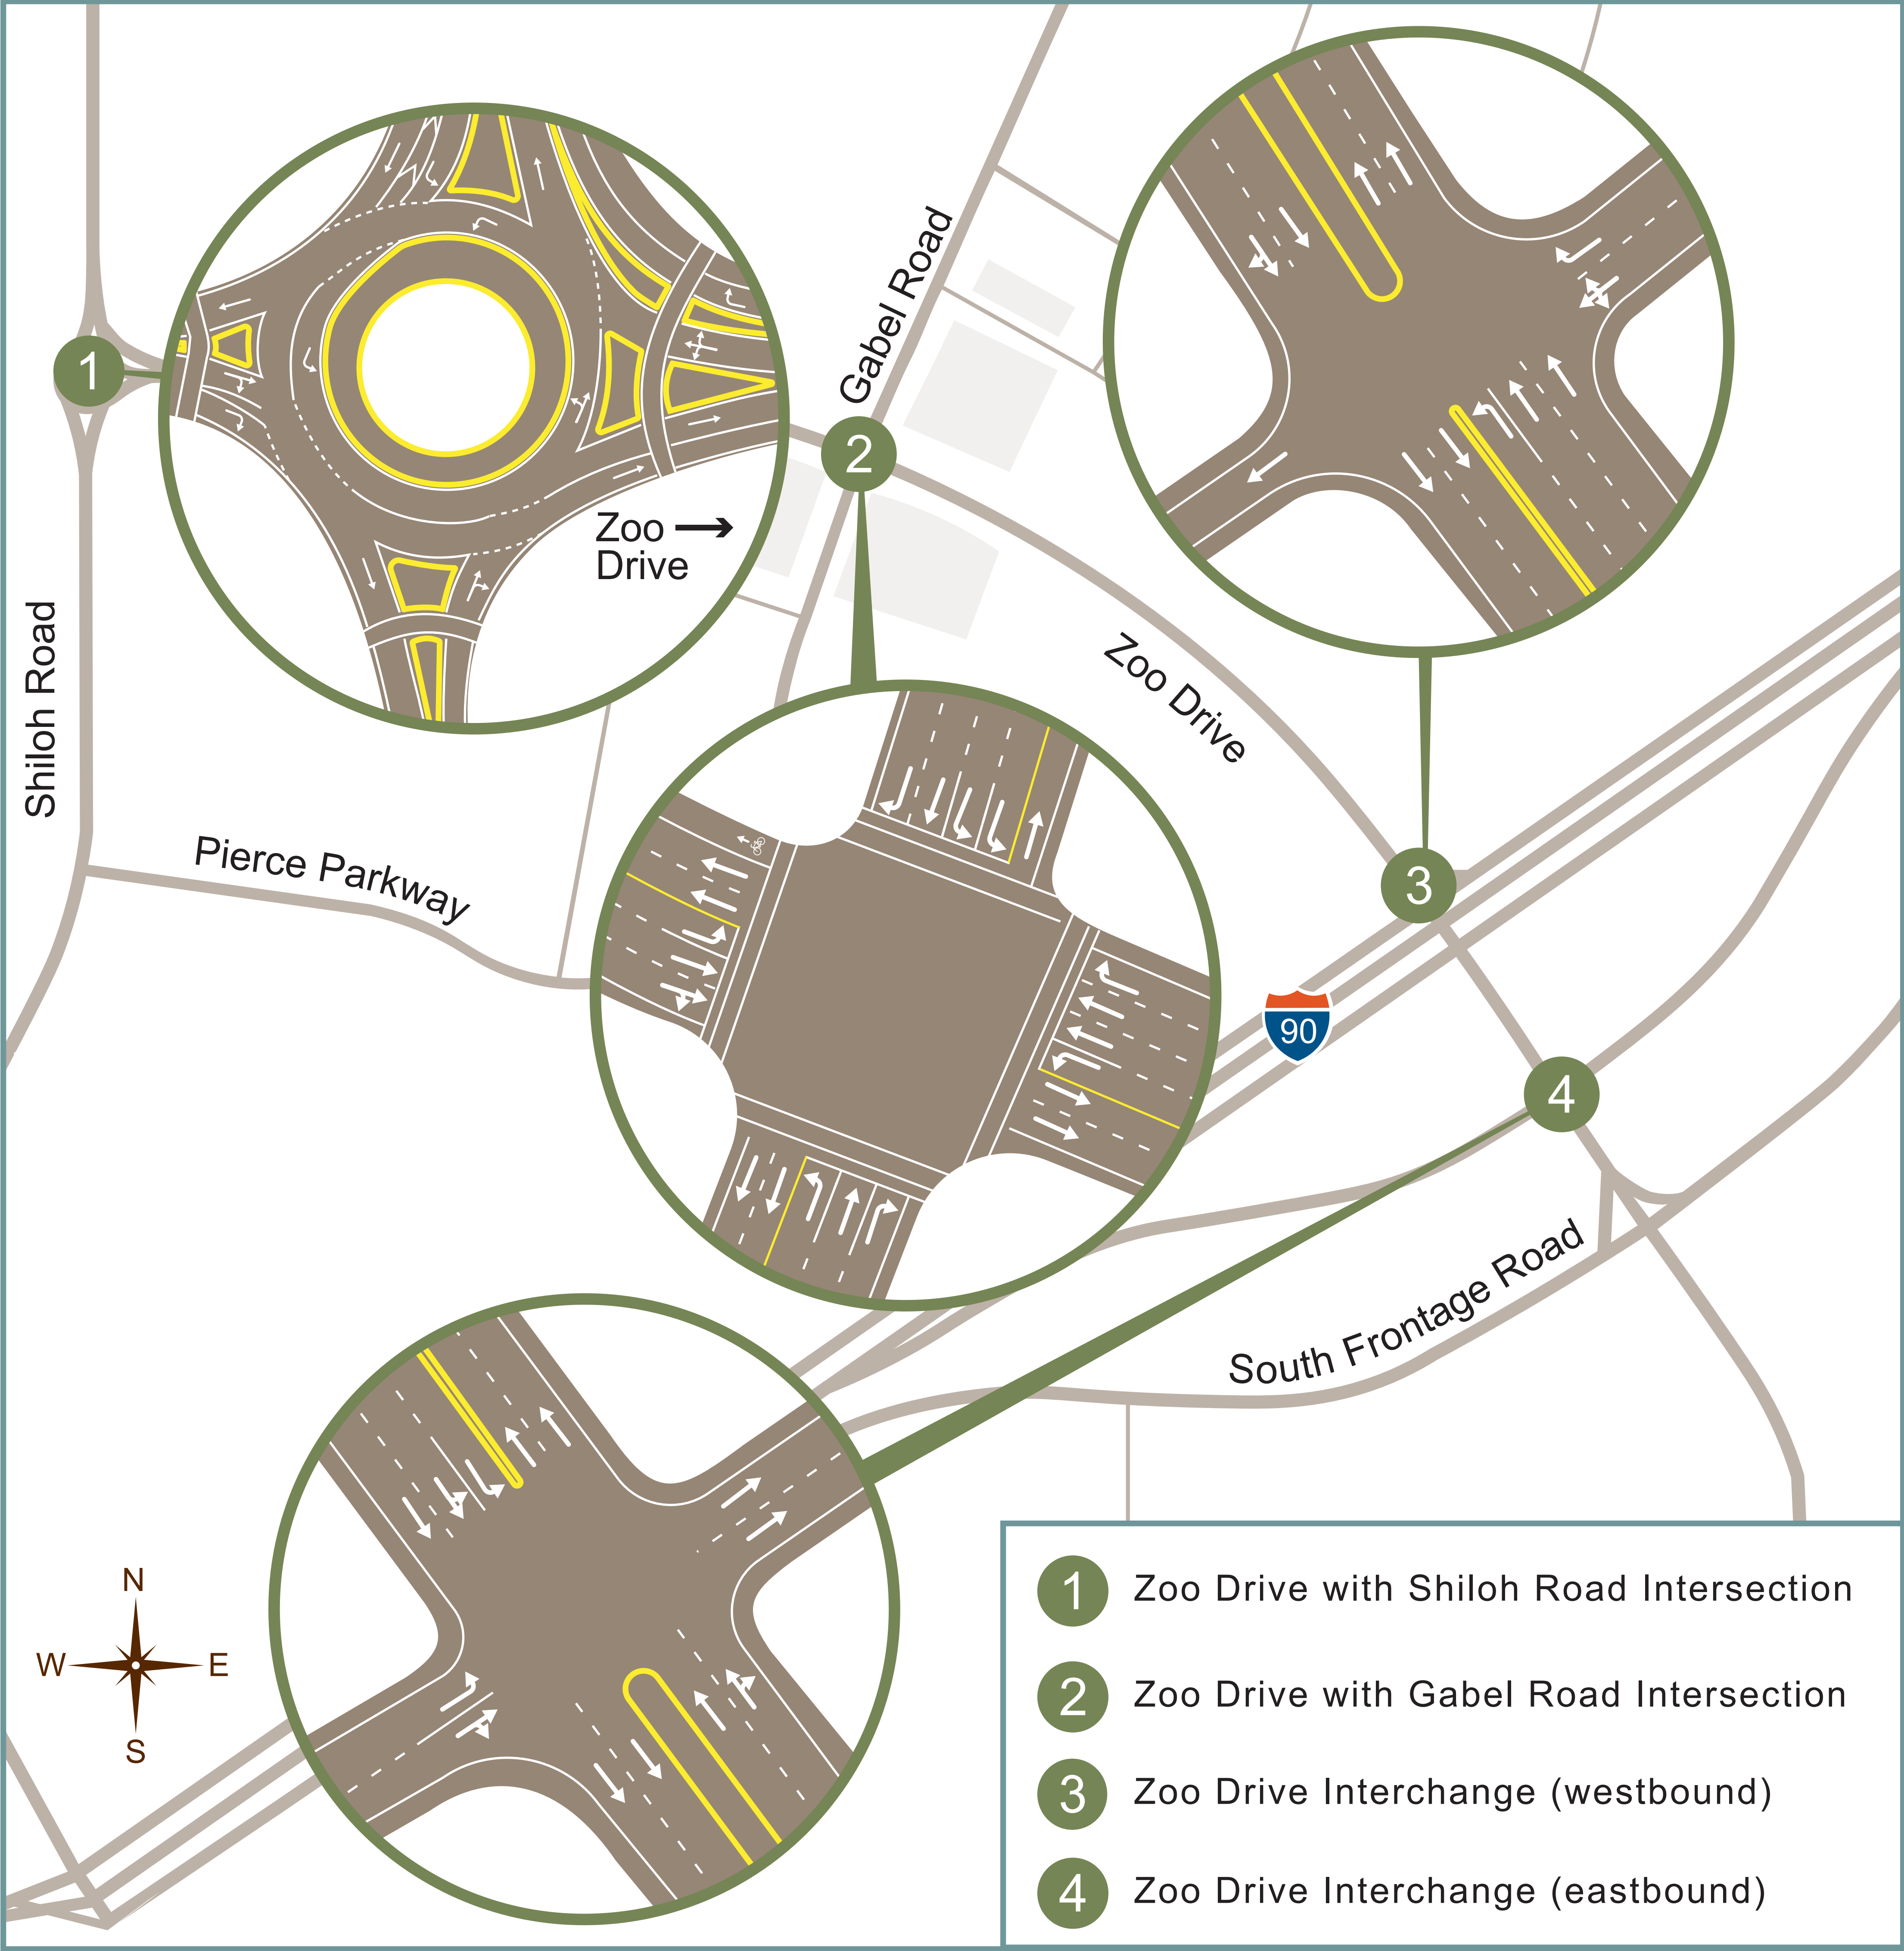 Gabel Road
1
2
Zoo
Drive
Shiloh Road
Zoo Drive
Pierce Parkway
3
90
4
South Frontage Road
N
W
E
S
1 Zoo Drive with Shiloh Road Intersection
2 Zoo Drive with Gabel Road Intersection
3 Zoo Drive Interchange (westbound)
4 Zoo Drive Interchange (eastbound)